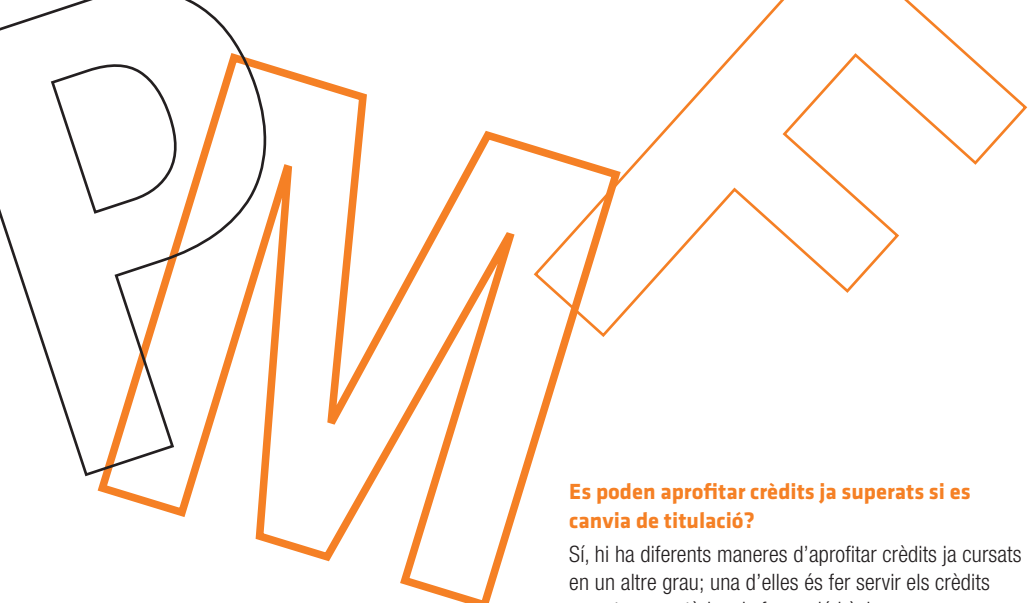 P
M
F
Es poden aprofitar crèdits ja superats si es
canvia de titulació?
Sí, hi ha diferents maneres d'aprofitar crèdits ja cursats
en un altre grau; una d'elles és fer servir els crèdits